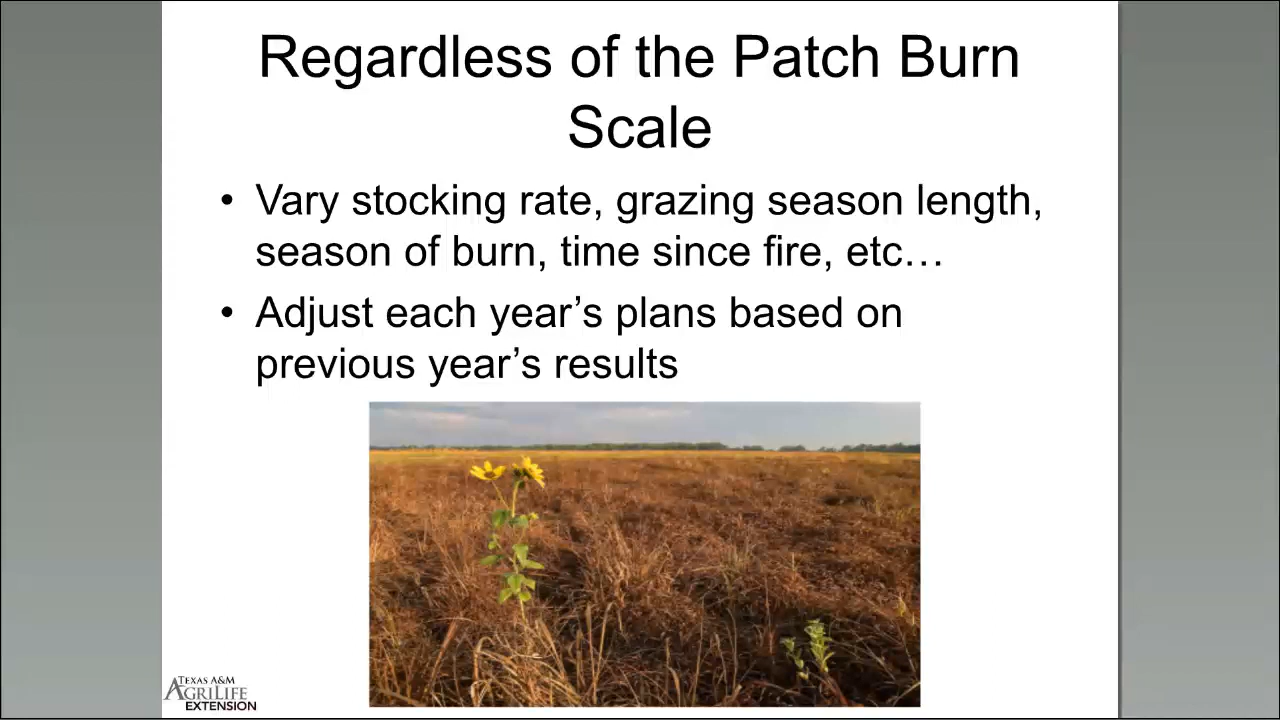 Regardless of the Patch Burn
Scale
• Vary stocking rate, grazing season length,
season of burn, time since fire, etc…
• Adjust each year’s plans based on
previous year’s results
TEXAS A&M
AGRILIFE
EXTENSION